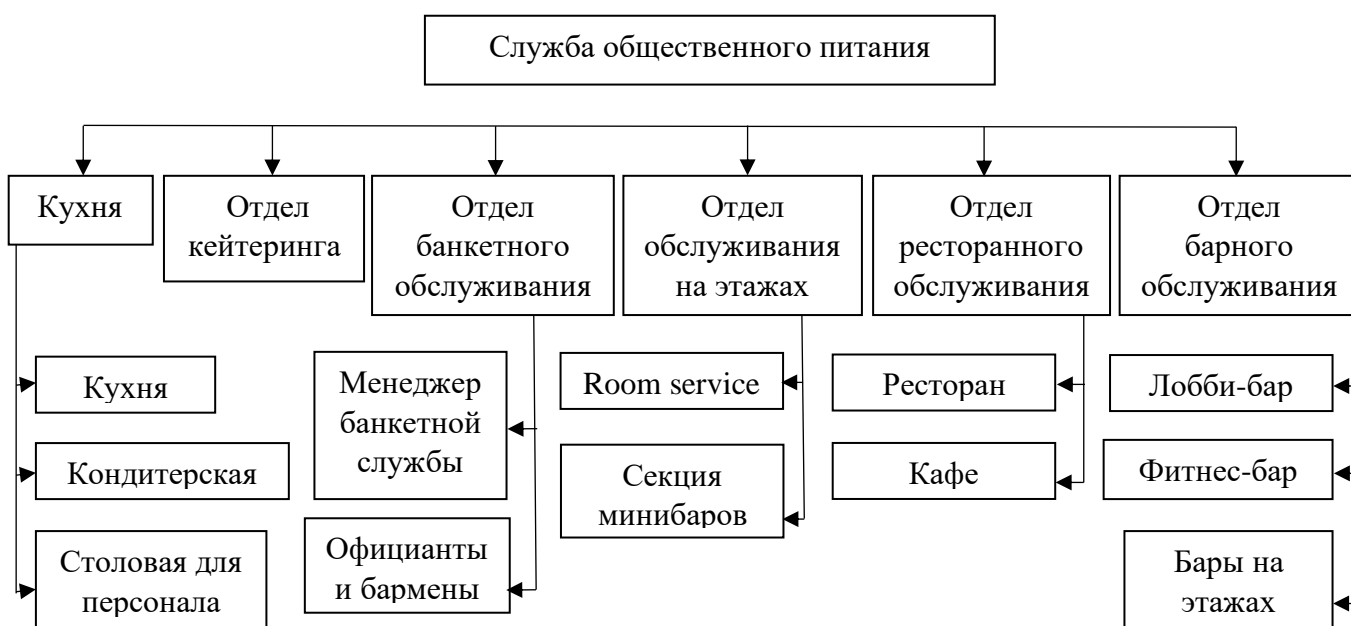 Служба общественного питания
Кухня
Отдел
кейтеринга
Отдел
банкетного
обслуживания
Отдел
обслуживания
на этажах
Отдел
ресторанного
обслуживания
Отдел
барного
обслуживания
Кухня
Кондитерская
Столовая для
персонала
Менеджер
банкетной
службы
Официанты
и бармены
Room service
Секция
минибаров
Ресторан
Кафе
Лобби-бар
Фитнес-бар
Бары на
этажах